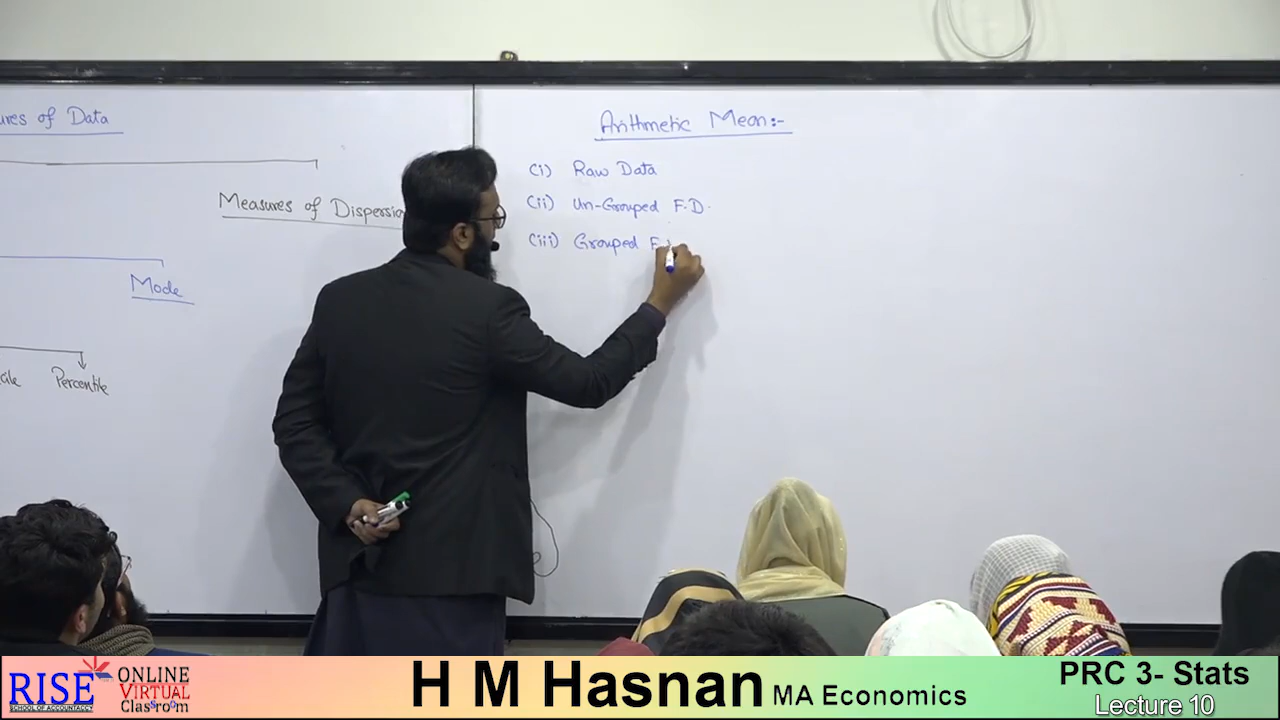 ures of Data
Measures of Dispersion
Mode
Percentile
Arithmetic Mean:-
(i) Raw Data
(ii) Un-Grouped F.D.
(iii) Grouped F.
RISE
SCHOOL OF ACCOUNTANCY
ONLINE
VIRTUAL
Classroom
H M Hasnan MA Economics
PRC 3- Stats
Lecture 10